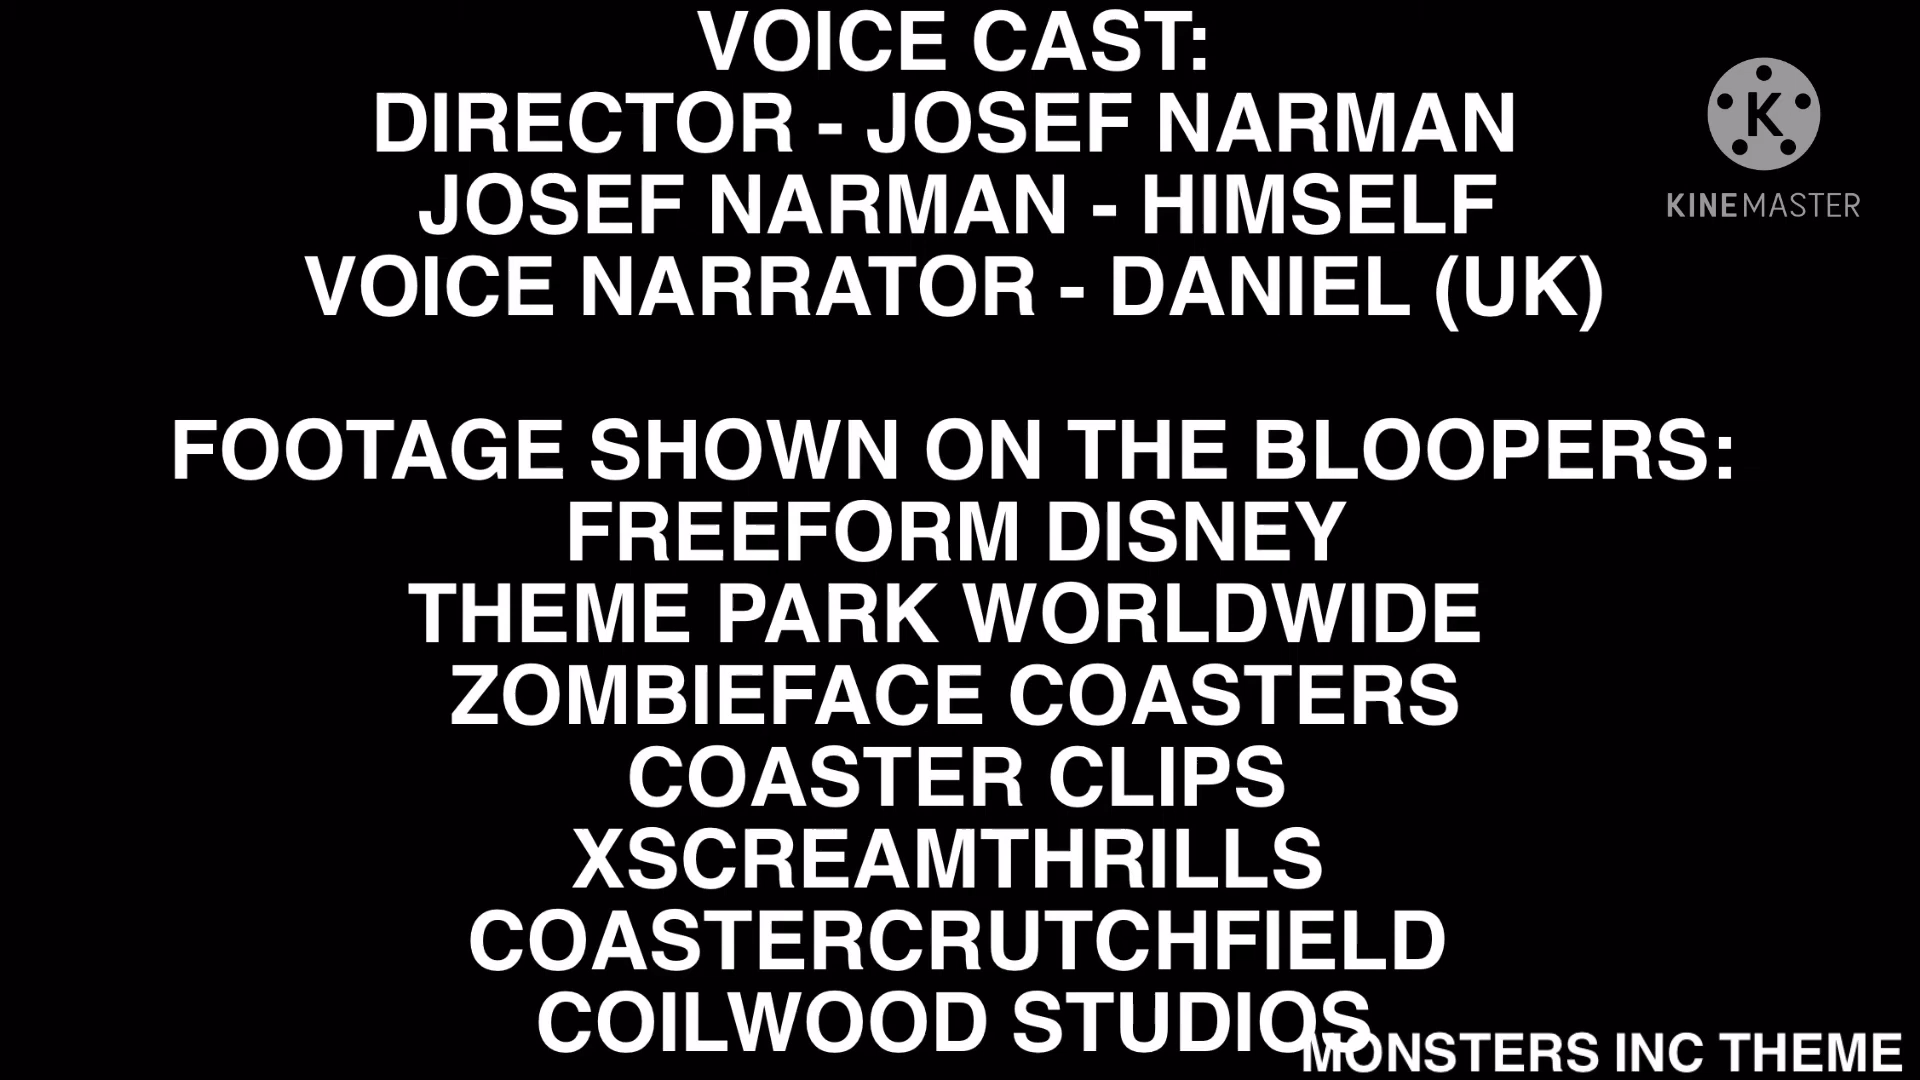 VOICE CAST:
DIRECTOR - JOSEF NARMAN
JOSEF NARMAN - HIMSELF
VOICE NARRATOR - DANIEL (UK)
K
KINEMASTER
FOOTAGE SHOWN ON THE BLOOPERS:
FREEFORM DISNEY
THEME PARK WORLDWIDE
ZOMBIEFACE COASTERS
COASTER CLIPS
XSCREAMTHRILLS
COASTERCRUTCHFIELD
COILWOOD STUDIOS
MONSTERS INC THEME